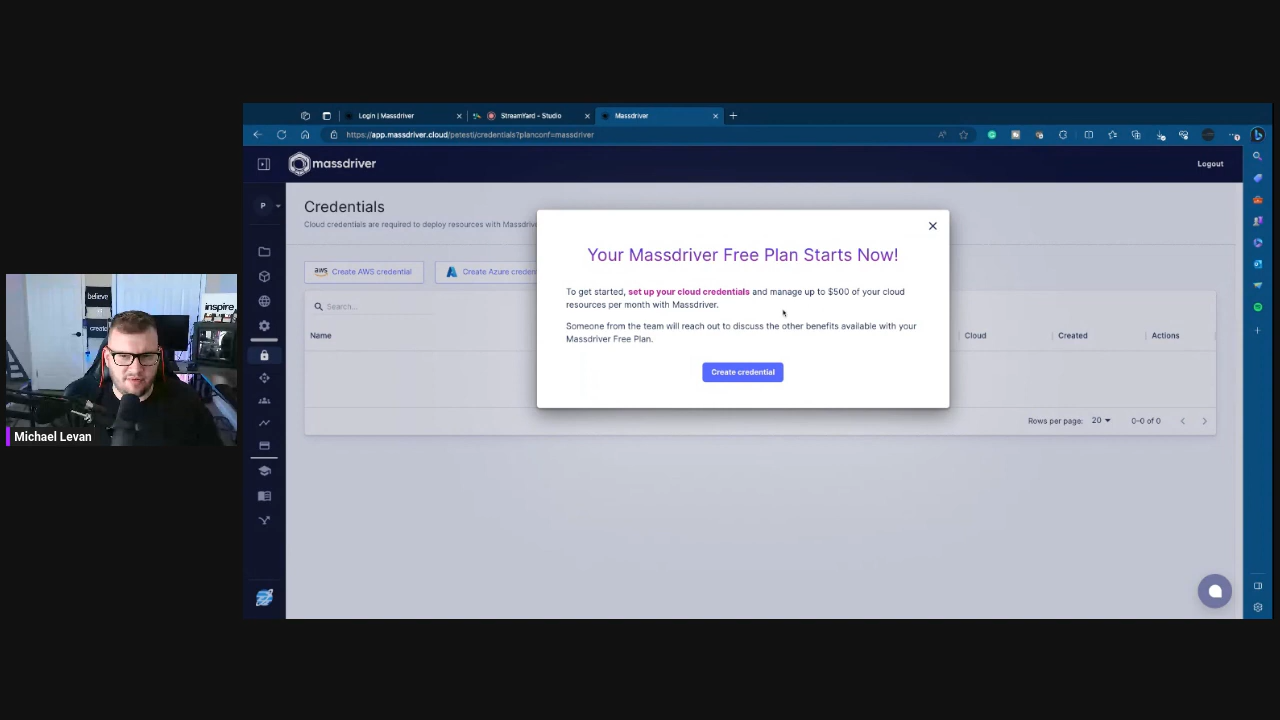 Login | Massdriver
StreamYard - Studio
Massdriver
https://app.massdriver.cloud/petesti/credentials?planconf=massdriver
massdriver
Logout
P
Credentials
Cloud credentials are required to deploy resources with Massdriver
aws Create AWS credential
Create Azure creden
Search...
Name
Cloud
Created
Actions
Rows per page: 20
0-0 of 0
Your Massdriver Free Plan Starts Now!
To get started, set up your cloud credentials and manage up to $500 of your cloud
resources per month with Massdriver.
Someone from the team will reach out to discuss the other benefits available with your
Massdriver Free Plan.
Create credential
believe
create
inspire
Michael Levan